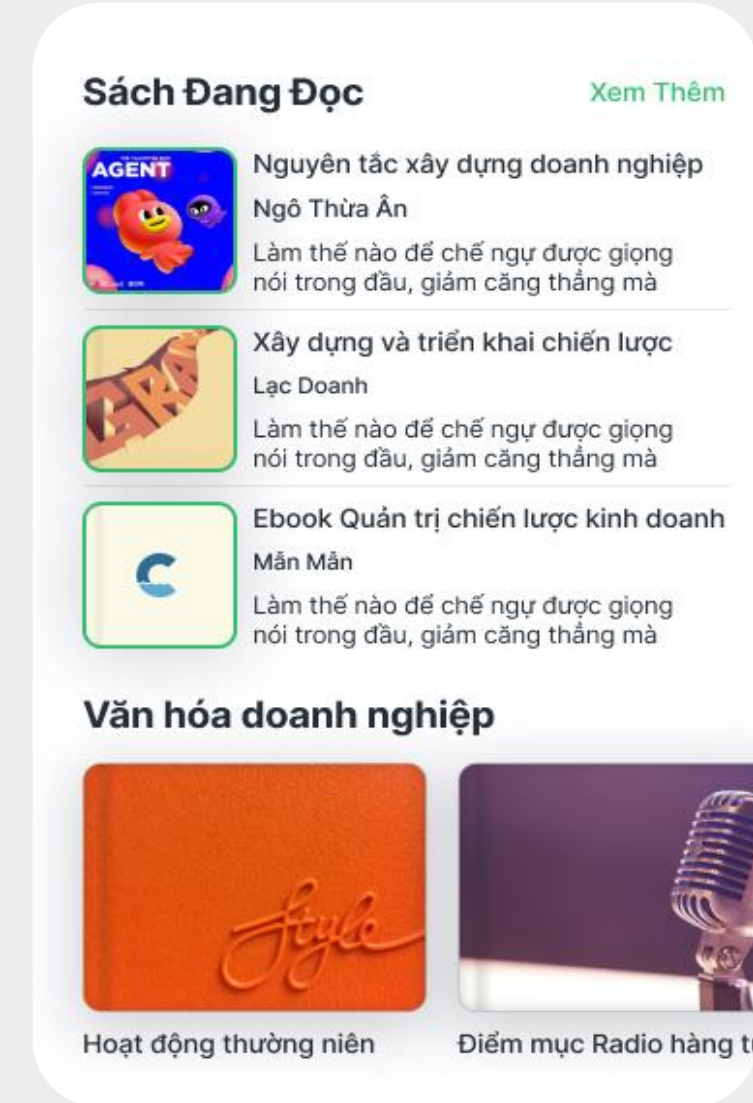 Sách Đang Đọc
Xem Thêm
AGENT
Nguyên tắc xây dựng doanh nghiệp
Ngô Thừa Ân
Làm thế nào để chế ngự được giọng
nói trong đầu, giảm căng thẳng mà
GRA
Xây dựng và triển khai chiến lược
Lạc Doanh
Làm thế nào để chế ngự được giọng
nói trong đầu, giảm căng thẳng mà
C
Ebook Quản trị chiến lược kinh doanh
Mẫn Mẫn
Làm thế nào để chế ngự được giọng
nói trong đầu, giảm căng thẳng mà
Văn hóa doanh nghiệp
Style
Hoạt động thường niên
Điểm mục Radio hàng